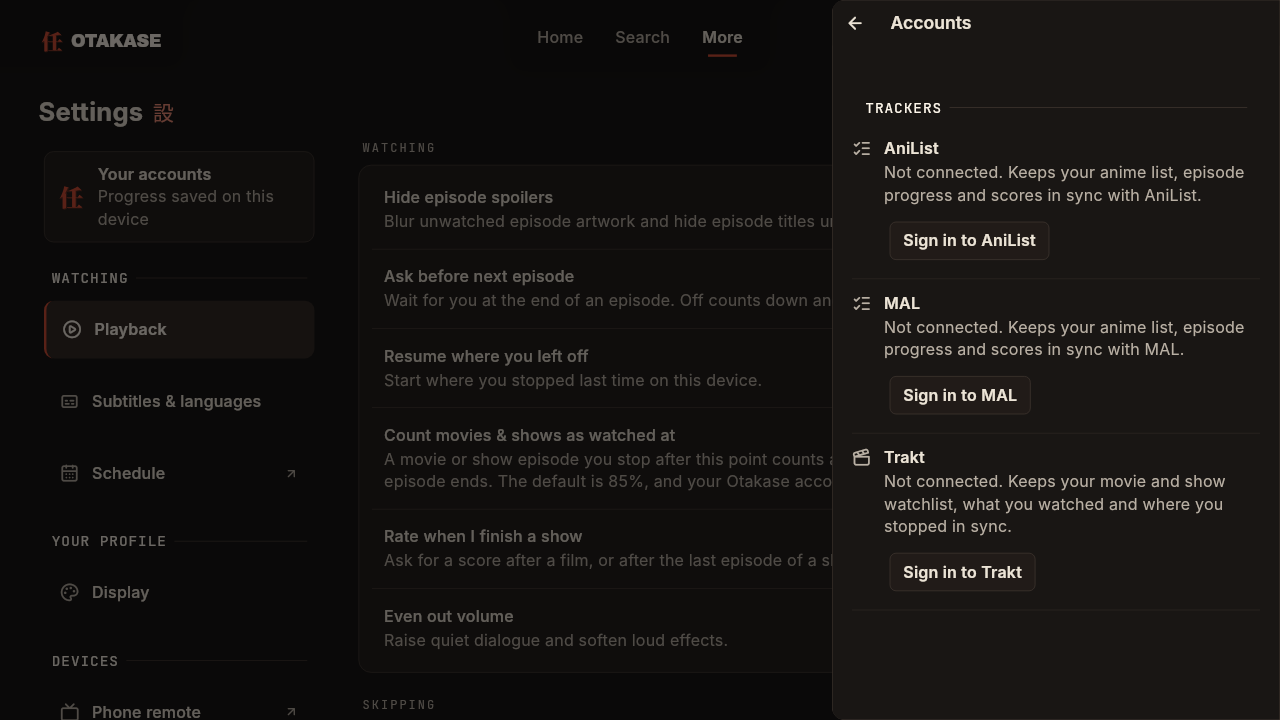 OTAKASE
Home
Search
More
Settings 設
Your accounts
Progress saved on this
device
WATCHING
Playback
Subtitles & languages
Schedule
YOUR PROFILE
Display
DEVICES
Phone remote
WATCHING
Hide episode spoilers
Blur unwatched episode artwork and hide episode titles
Ask before next episode
Wait for you at the end of an episode. Off counts down
Resume where you left off
Start where you stopped last time on this device.
Count movies & shows as watched at
A movie or show episode you stop after this point counts
episode ends. The default is 85%, and your Otakase
Rate when I finish a show
Ask for a score after a film, or after the last episode of a
Even out volume
Raise quiet dialogue and soften loud effects.
SKIPPING
Accounts
TRACKERS
AniList
Not connected. Keeps your anime list, episode
progress and scores in sync with AniList.
Sign in to AniList
MAL
Not connected. Keeps your anime list, episode
progress and scores in sync with MAL.
Sign in to MAL
Trakt
Not connected. Keeps your movie and show
watchlist, what you watched and where you
stopped in sync.
Sign in to Trakt